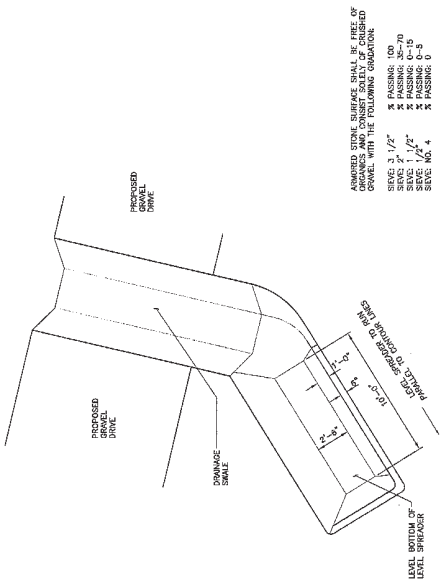 ARMORED STONE SURFACE SHALL BE FREE OF
ORGANICS AND CONSIST SOLELY OF CRUSHED
GRAVEL WITH THE FOLLOWING GRADATION:
SIEVE: 3 1/2" % PASSING: 100
SIEVE: 2" % PASSING: 35-70
SIEVE: 1 1/2" % PASSING: 0-15
SIEVE: 1/2" % PASSING: 0-5
SIEVE: NO. 4 % PASSING: 0
PROPOSED
GRAVEL
DRIVE
PROPOSED
GRAVEL
DRIVE
DRAINAGE
SWALE
LEVEL SPREADER TO RUN
PARALLEL TO CONTOUR LINES
1'-0"
9"
10'-0"
2'-6"
LEVEL BOTTOM OF
LEVEL SPREADER